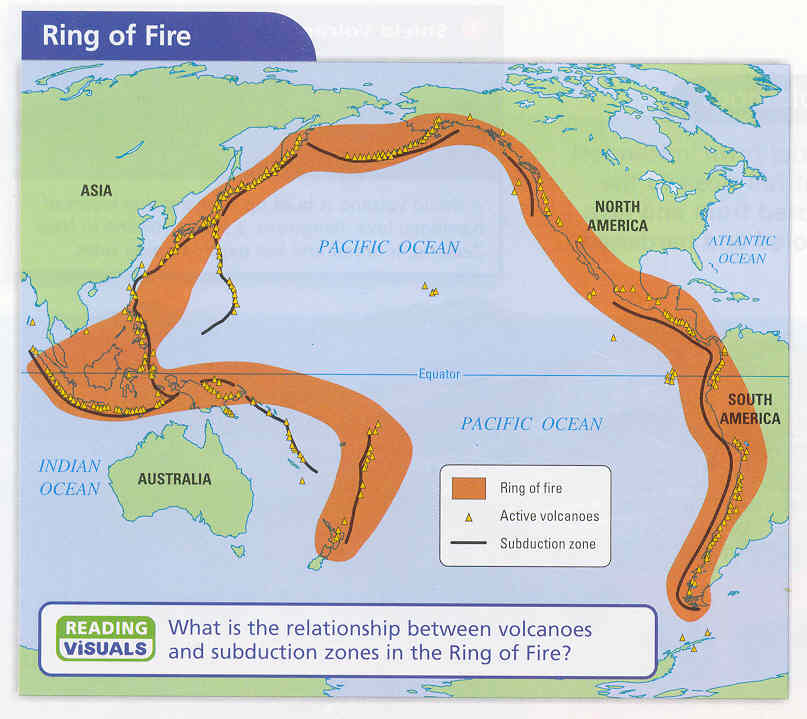 Ring of Fire
ASIA
NORTH
AMERICA
PACIFIC OCEAN
ATLANTIC
OCEAN
Equator
SOUTH
AMERICA
PACIFIC OCEAN
INDIAN
OCEAN
AUSTRALIA
Ring of fire
Active volcanoes
Subduction zone
READING
ViSUALS
What is the relationship between volcanoes
and subduction zones in the Ring of Fire?